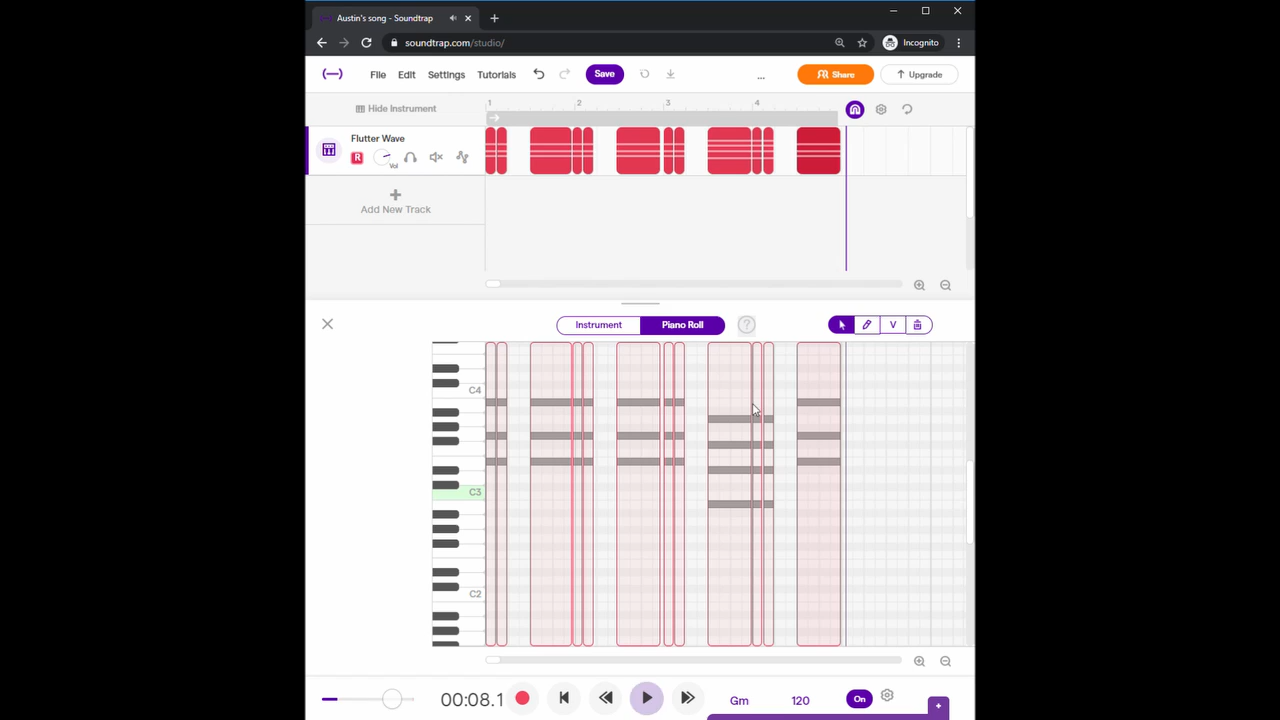 Austin's song - Soundtrap
soundtrap.com/studio/
Incognito
File Edit Settings Tutorials Save ... Share Upgrade
Hide Instrument
1 2 3 4
Flutter Wave
R
Vol
Add New Track
Instrument Piano Roll ? V
C4
C3
C2
00:08.1
Gm 120 On